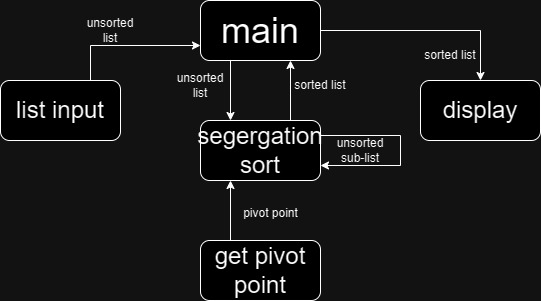 unsorted
list
main
sorted list
list input
unsorted
list
sorted list
display
segergation
sort
unsorted
sub-list
pivot point
get pivot
point